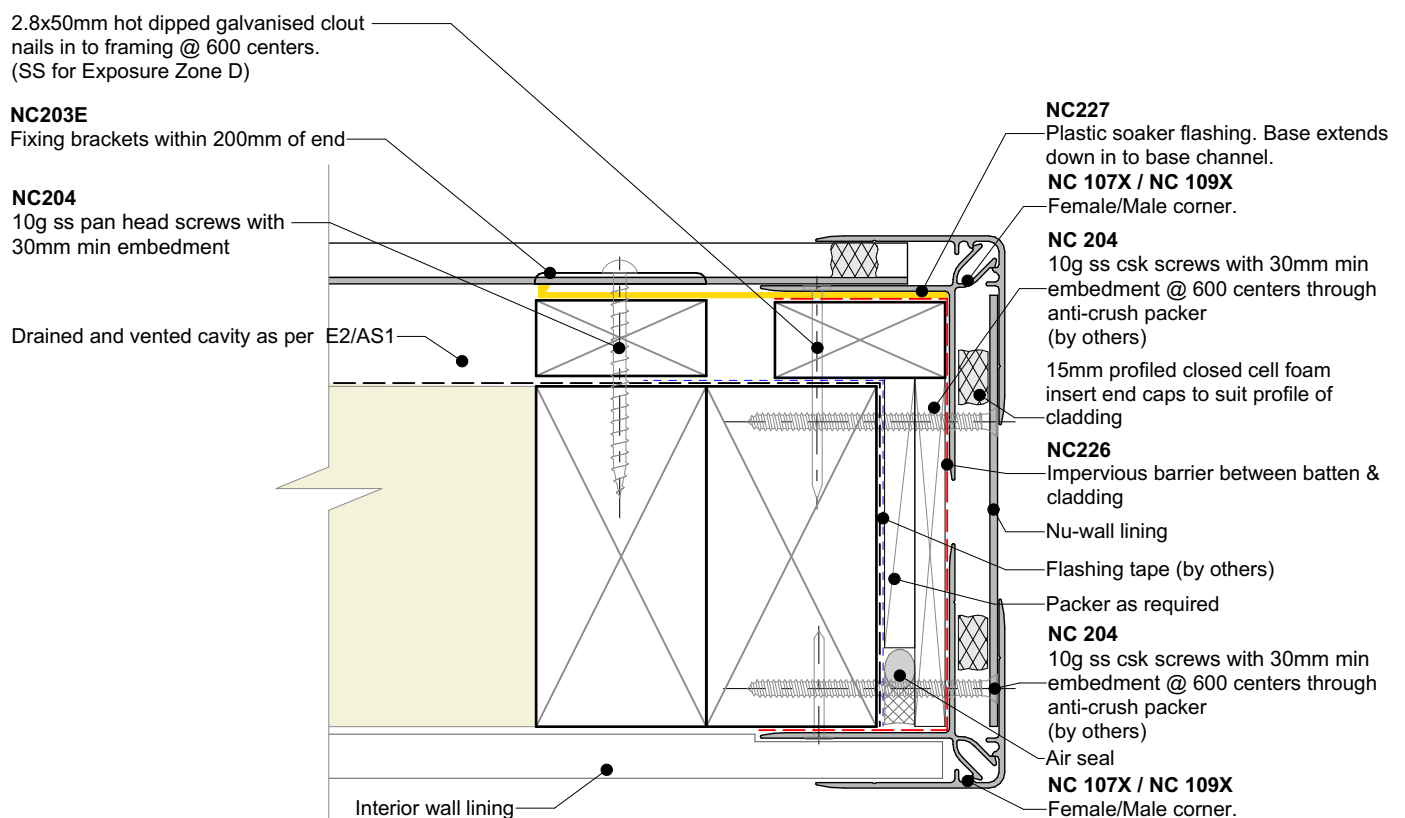 2.8x50mm hot dipped galvanised clout
nails in to framing @ 600 centers.
(SS for Exposure Zone D)
NC203E
Fixing brackets within 200mm of end
NC204
10g ss pan head screws with
30mm min embedment
Drained and vented cavity as per E2/AS1
Interior wall lining
NC227
Plastic soaker flashing. Base extends
down in to base channel.
NC 107X / NC 109X
Female/Male corner.
NC 204
10g ss csk screws with 30mm min
embedment @ 600 centers through
anti-crush packer
(by others)
15mm profiled closed cell foam
insert end caps to suit profile of
cladding
NC226
Impervious barrier between batten &
cladding
Nu-wall lining
Flashing tape (by others)
Packer as required
NC 204
10g ss csk screws with 30mm min
embedment @ 600 centers through
anti-crush packer
(by others)
Air seal
NC 107X / NC 109X
Female/Male corner.